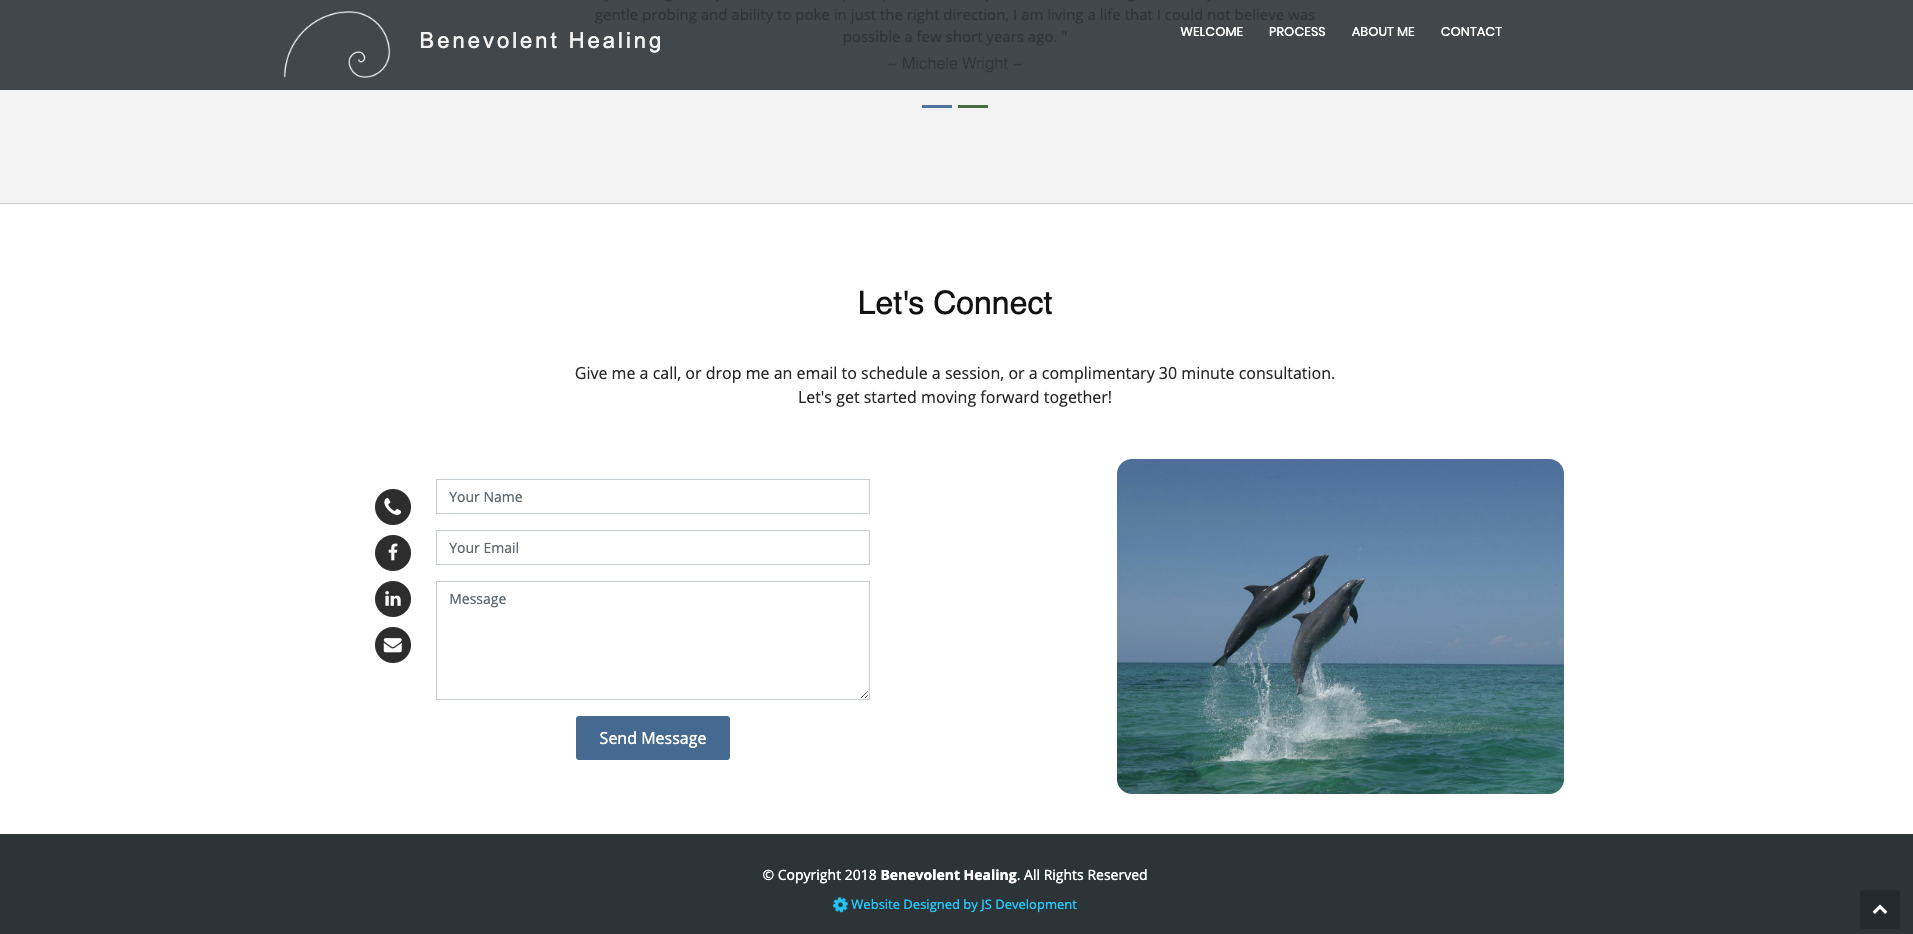 gentle probing and ability to poke in just the right direction, I am living a life that I could not believe was
possible a few short years ago. "
~ Michele Wright ~
Benevolent Healing
WELCOME PROCESS ABOUT ME CONTACT
Let's Connect
Give me a call, or drop me an email to schedule a session, or a complimentary 30 minute consultation.
Let's get started moving forward together!
Your Name
Your Email
Message
Send Message
© Copyright 2018 Benevolent Healing. All Rights Reserved
Website Designed by JS Development